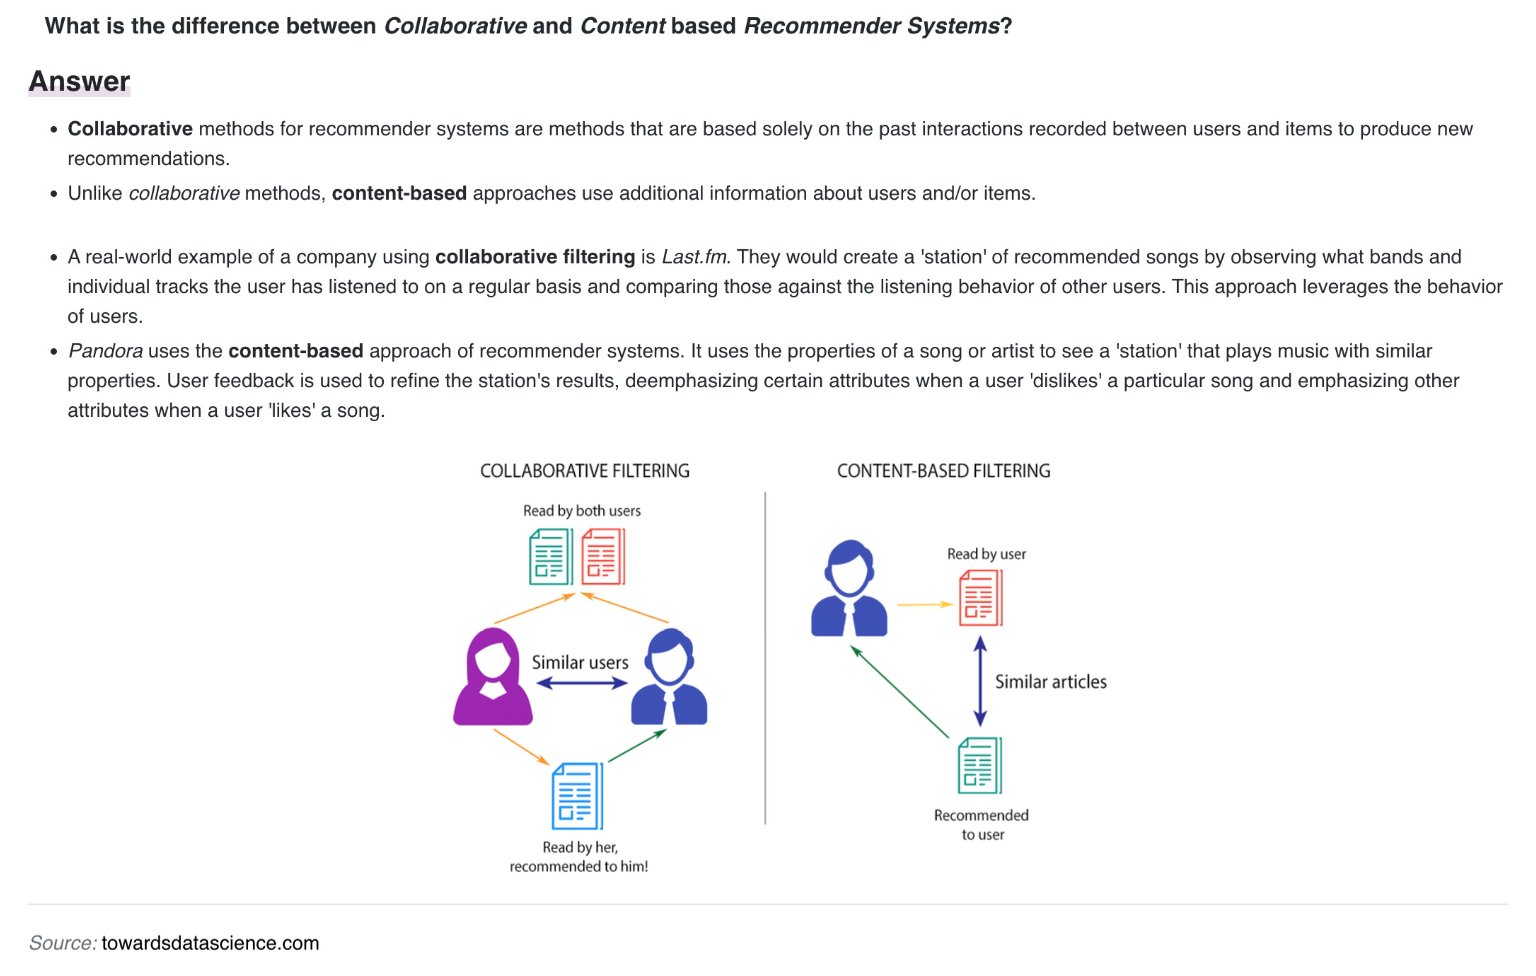 What is the difference between Collaborative and Content based Recommender Systems?
Answer
• Collaborative methods for recommender systems are methods that are based solely on the past interactions recorded between users and items to produce new
recommendations.
• Unlike collaborative methods, content-based approaches use additional information about users and/or items.
• A real-world example of a company using collaborative filtering is Last.fm. They would create a 'station' of recommended songs by observing what bands and
individual tracks the user has listened to on a regular basis and comparing those against the listening behavior of other users. This approach leverages the behavior
of users.
• Pandora uses the content-based approach of recommender systems. It uses the properties of a song or artist to see a 'station' that plays music with similar
properties. User feedback is used to refine the station's results, deemphasizing certain attributes when a user 'dislikes' a particular song and emphasizing other
attributes when a user 'likes' a song.
COLLABORATIVE FILTERING
Read by both users
Similar users
Read by her,
recommended to him!
CONTENT-BASED FILTERING
Read by user
Similar articles
Recommended
to user
Source: towardsdatascience.com